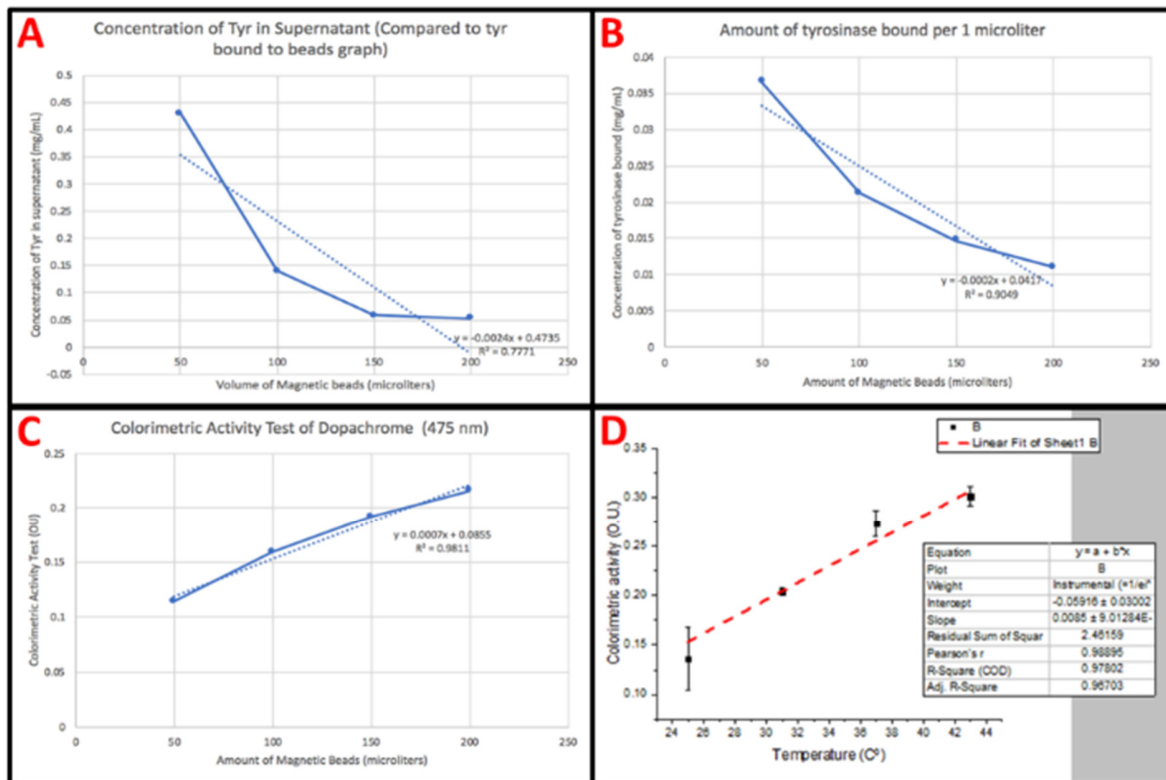 A
Concentration of Tyr in Supernatant (Compared to tyr
bound to beads graph)
Concentration of Tyr in supernatant (mg/mL)
0.5
0.45
0.4
0.35
0.3
0.25
0.2
0.15
0.1
0.05
0
-0.05
y = -0.0024x + 0.4735
R² = 0.7771
0 50 100 150 200 250
Volume of Magnetic beads (microliters)
B
Amount of tyrosinase bound per 1 microliter
Concentration of tyrosinase bound (mg/mL)
0.04
0.035
0.03
0.025
0.02
0.015
0.01
0.005
0
y = -0.0002x + 0.0417
R² = 0.9049
0 50 100 150 200 250
Amount of Magnetic Beads (microliters)
C
Colorimetric Activity Test of Dopachrome (475 nm)
Colorimetric Activity Test (OU)
0.25
0.2
0.15
0.1
0.05
0
y = 0.0007x + 0.0855
R² = 0.9811
0 50 100 150 200 250
Amount of Magnetic Beads (microliters)
D
B
Linear Fit of Sheet1 B
Colorimetric activity (O.U.)
0.35
0.30
0.25
0.20
0.15
0.10
Equation y = a + b*x
Plot B
Weight Instrumental (=1/ei^
Intercept -0.05916 ± 0.03002
Slope 0.0085 ± 9.01284E-
Residual Sum of Squar 2.46159
Pearson's r 0.98895
R-Square (COD) 0.97802
Adj. R-Square 0.96703
24 26 28 30 32 34 36 38 40 42 44
Temperature (Cº)